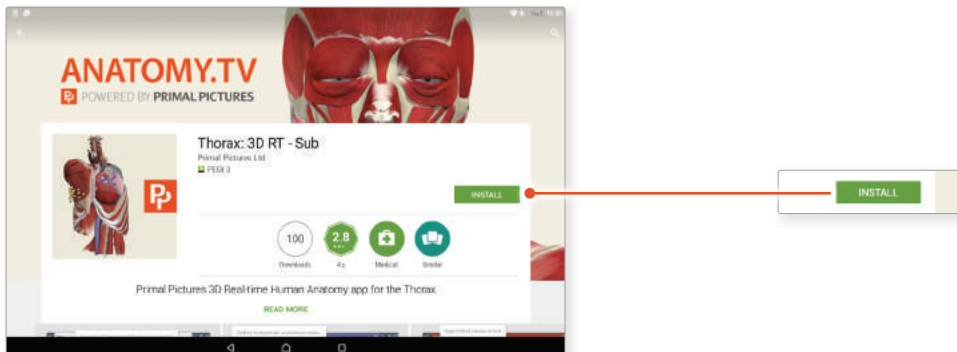 ANATOMY.TV
POWERED BY PRIMAL PICTURES
Thorax: 3D RT - Sub
Primal Pictures Ltd.
PEGI 3
INSTALL
INSTALL
100
2.8
Downloads
Medical
Similar
Primal Pictures 3D Real-time Human Anatomy app for the Thorax
READ MORE